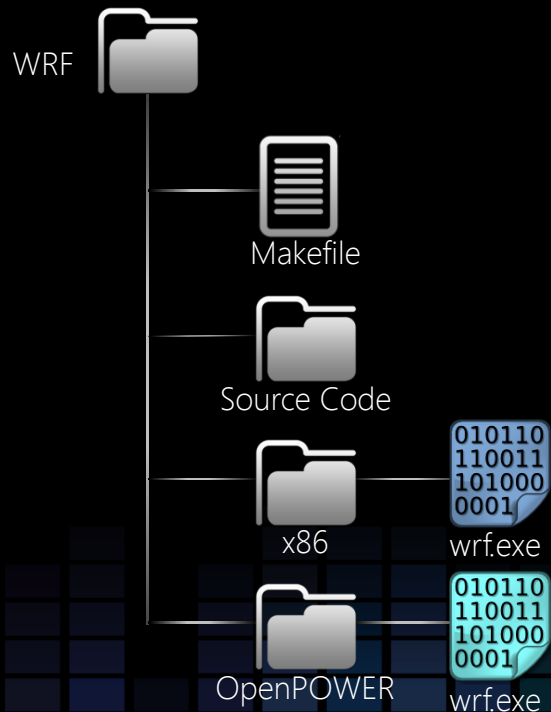 WRF
Makefile
Source Code
010110
110011
101000
0001
x86
wrf.exe
010110
110011
101000
0001
OpenPOWER
wrf.exe